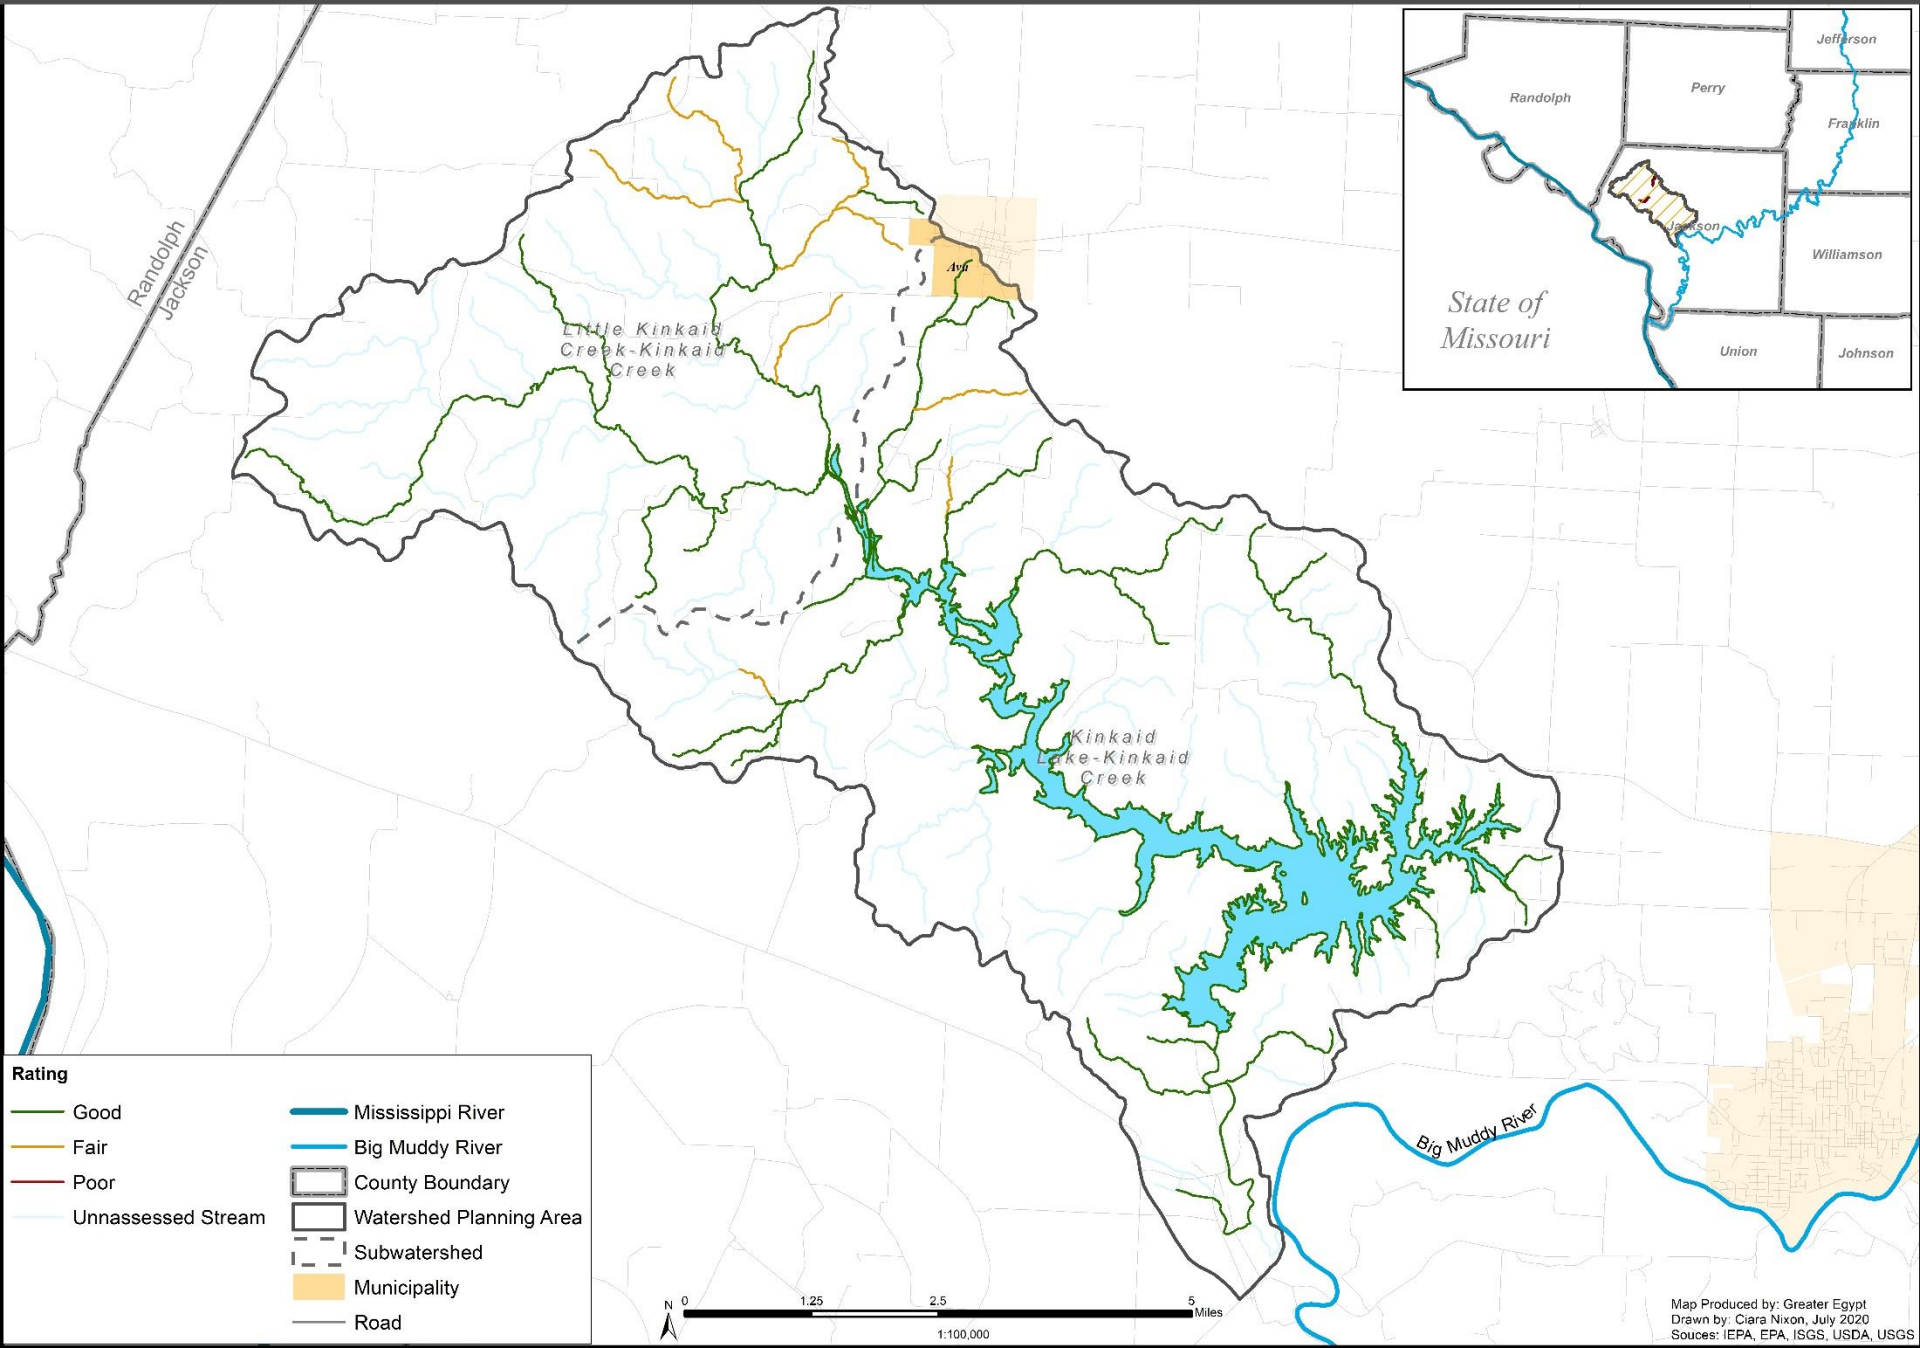 Randolph
Jackson
Little Kinkaid
Creek-Kinkaid
Creek
Ava
Kinkaid
Lake-Kinkaid
Creek
Big Muddy River
Jefferson
Randolph
Perry
Franklin
Jackson
Williamson
State of
Missouri
Union
Johnson
Rating
Good
Fair
Poor
Unnassessed Stream
Mississippi River
Big Muddy River
County Boundary
Watershed Planning Area
Subwatershed
Municipality
Road
N
0 1.25 2.5 5
Miles
1:100,000
Map Produced by: Greater Egypt
Drawn by: Ciara Nixon, July 2020
Souces: IEPA, EPA, ISGS, USDA, USGS